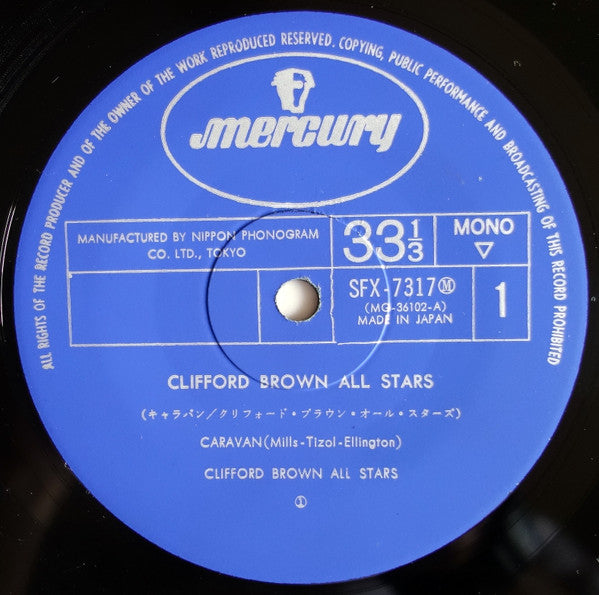 ALL RIGHTS OF THE RECORD PRODUCER AND OF THE OWNER OF THE WORK REPRODUCED RESERVED. COPYING, PUBLIC PERFORMANCE AND BROADCASTING OF THIS RECORD PROHIBITED
mercury
MANUFACTURED BY NIPPON PHONOGRAM
CO. LTD., TOKYO
33⅓
MONO
▽
SFX-7317Ⓜ
(MG-36102-A)
MADE IN JAPAN
1
CLIFFORD BROWN ALL STARS
(キャラバン/クリフォード・ブラウン・オール・スターズ)
CARAVAN(Mills-Tizol-Ellington)
CLIFFORD BROWN ALL STARS
①